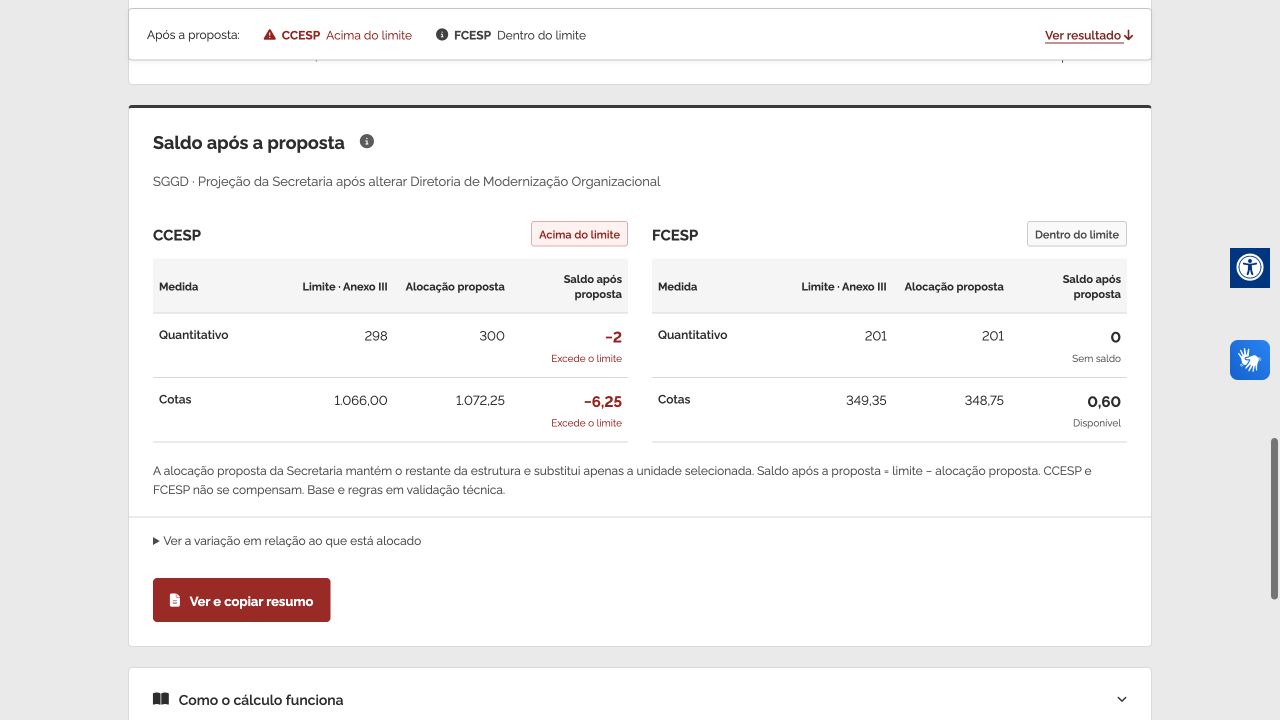 Após a proposta: CCESP Acima do limite FCESP Dentro do limite Ver resultado
Saldo após a proposta
SGGD · Projeção da Secretaria após alterar Diretoria de Modernização Organizacional
CCESP Acima do limite
Medida Limite · Anexo III Alocação proposta Saldo após proposta
Quantitativo 298 300 −2
Excede o limite
Cotas 1.066,00 1.072,25 −6,25
Excede o limite
FCESP Dentro do limite
Medida Limite · Anexo III Alocação proposta Saldo após proposta
Quantitativo 201 201 0
Sem saldo
Cotas 349,35 348,75 0,60
Disponível
A alocação proposta da Secretaria mantém o restante da estrutura e substitui apenas a unidade selecionada. Saldo após a proposta = limite − alocação proposta. CCESP e
FCESP não se compensam. Base e regras em validação técnica.
Ver a variação em relação ao que está alocado
Ver e copiar resumo
Como o cálculo funciona